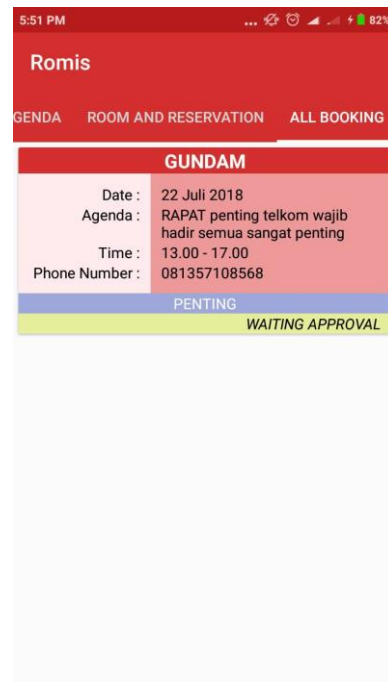 5:51 PM ... 82%
Romis
GENDA ROOM AND RESERVATION ALL BOOKING
GUNDAM
Date : 22 Juli 2018
Agenda : RAPAT penting telkom wajib
hadir semua sangat penting
Time : 13.00 - 17.00
Phone Number : 081357108568
PENTING
WAITING APPROVAL